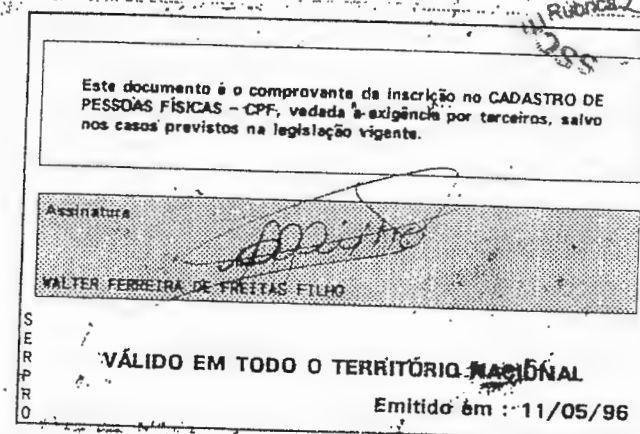 Rubrica
Este documento é o comprovante de inscrição no CADASTRO DE
PESSOAS FÍSICAS - CPF, vedada a exigência por terceiros, salvo
nos casos previstos na legislação vigente.
Assinatura
WALTER FERREIRA DE FREITAS FILHO
SERPRO
VÁLIDO EM TODO O TERRITÓRIO NACIONAL
Emitido em : 11/05/96